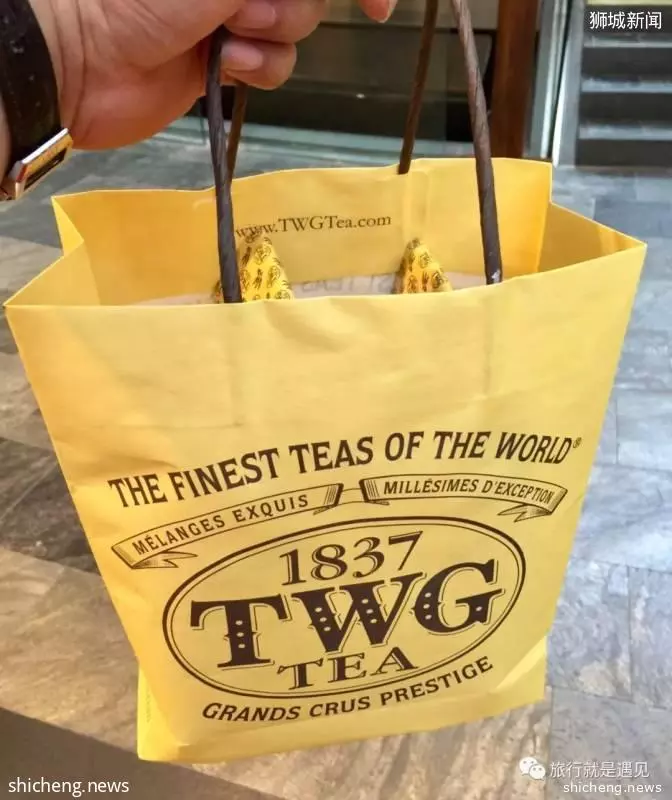 狮城新闻
www.TWGTea.com
THE FINEST TEAS OF THE WORLD®
MÉLANGES EXQUIS MILLÉSIMES D'EXCEPTION
1837
TWG
TEA
GRANDS CRUS PRESTIGE
旅行就是遇见
shicheng.news
shicheng.news